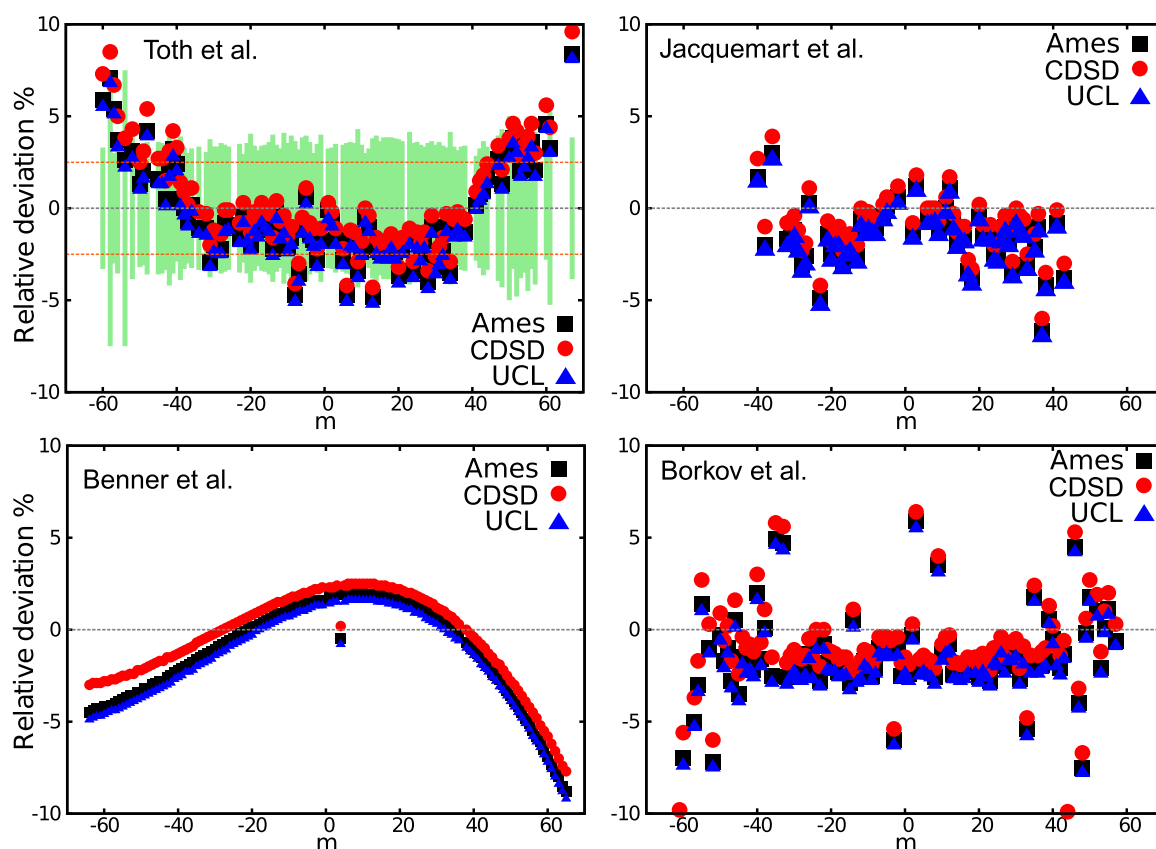 10
5
0
-5
-10
Relative deviation %
Toth et al.
Ames
CDSD
UCL
-60
-40
-20
0
20
40
60
m
10
5
0
-5
-10
Jacquemart et al.
Ames
CDSD
UCL
-60
-40
-20
0
20
40
60
m
10
5
0
-5
-10
Relative deviation %
Benner et al.
Ames
CDSD
UCL
-60
-40
-20
0
20
40
60
m
10
5
0
-5
-10
Borkov et al.
Ames
CDSD
UCL
-60
-40
-20
0
20
40
60
m